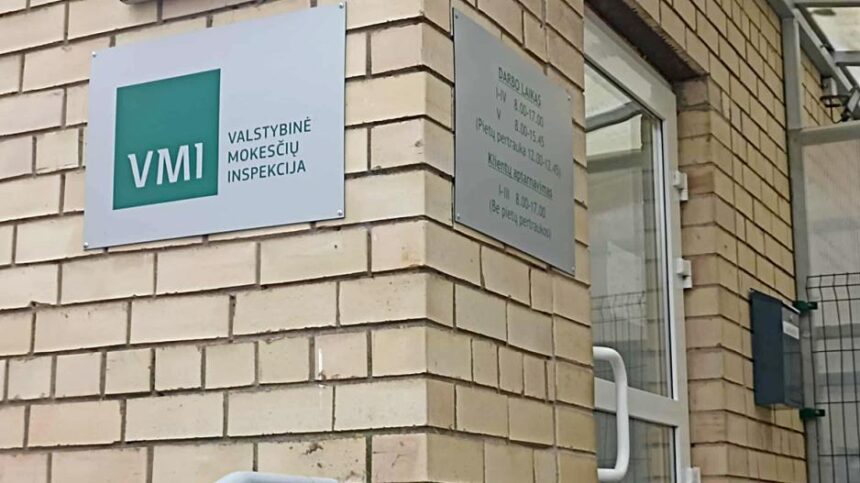 VMI
VALSTYBINĖ
MOKESČIŲ
INSPEKCIJA
DARBO LAIKAS
I-IV 8.00-17.00
V 8.00-15.45
(Pietų pertrauka 12.00-12.45)
Klientų aptarnavimas
I-III 8.00-17.00
(Be pietų pertraukos)